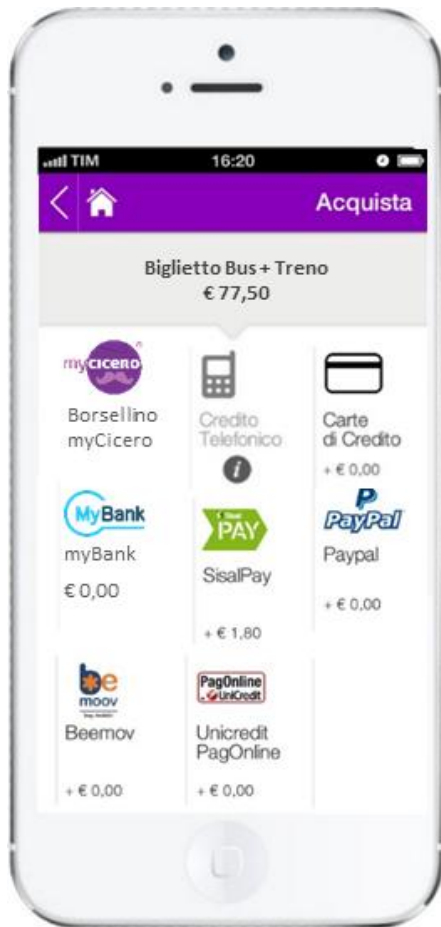 TIM 16:20
Acquista
Biglietto Bus + Treno
€ 77,50
mycicero
Borsellino
myCicero
Credito
Telefonico
i
Carte
di Credito
+ € 0,00
MyBank
myBank
€ 0,00
Sisal
PAY
SisalPay
+ € 1,80
P
PayPal
Paypal
+ € 0,00
be
moov
Beemov
+ € 0,00
PagOnline
UniCredit
Unicredit
PagOnline
+ € 0,00